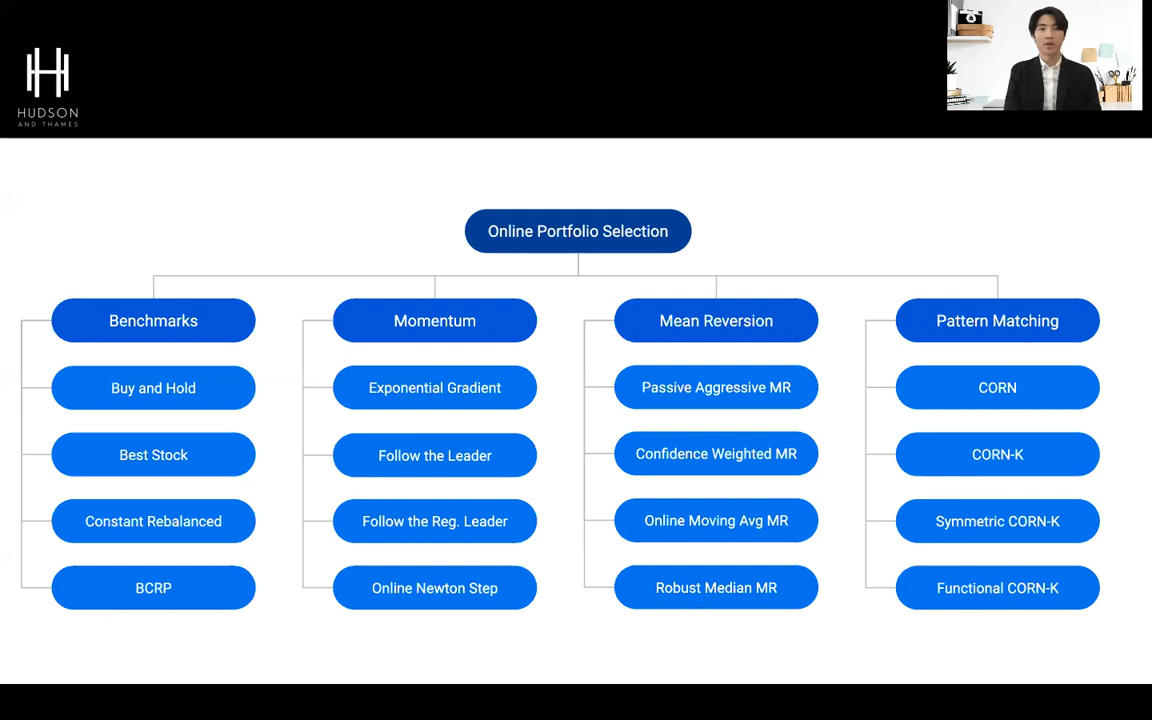 HUDSON
AND THAMES
Online Portfolio Selection
Benchmarks
Buy and Hold
Best Stock
Constant Rebalanced
BCRP
Momentum
Exponential Gradient
Follow the Leader
Follow the Reg. Leader
Online Newton Step
Mean Reversion
Passive Aggressive MR
Confidence Weighted MR
Online Moving Avg MR
Robust Median MR
Pattern Matching
CORN
CORN-K
Symmetric CORN-K
Functional CORN-K